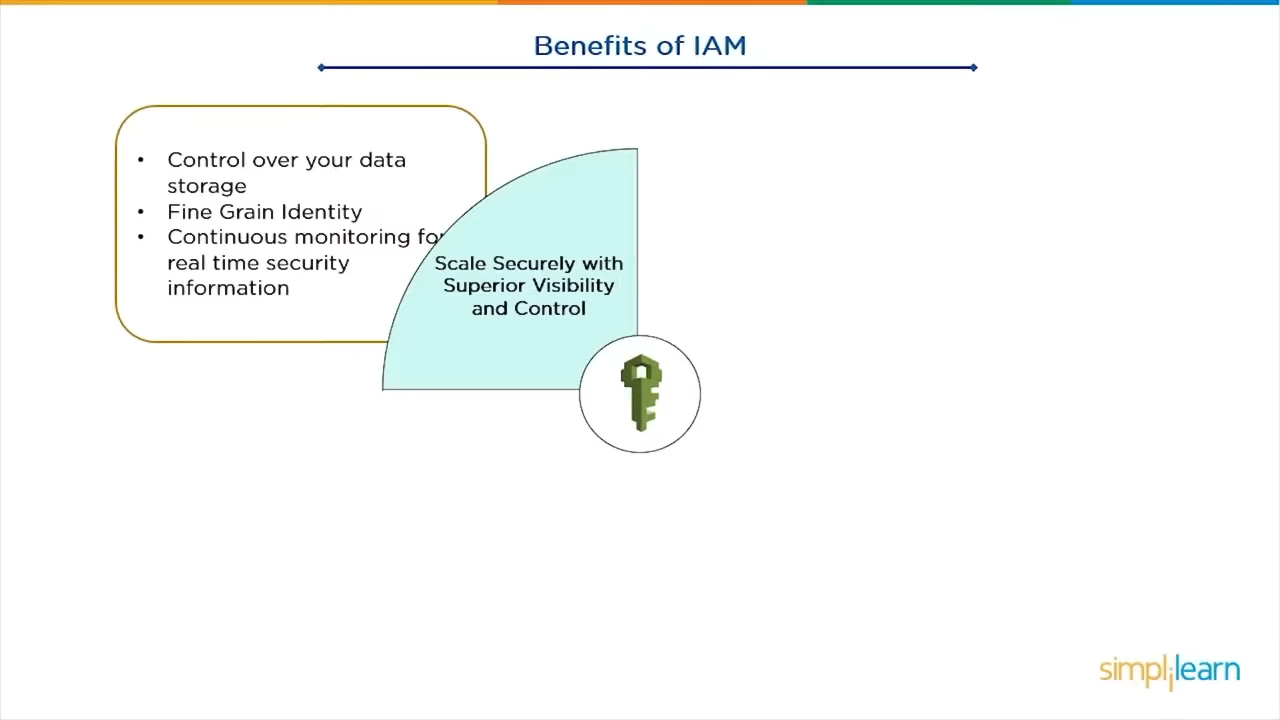 Benefits of IAM
• Control over your data
storage
• Fine Grain Identity
• Continuous monitoring for
real time security
information
Scale Securely with
Superior Visibility
and Control
simplilearn